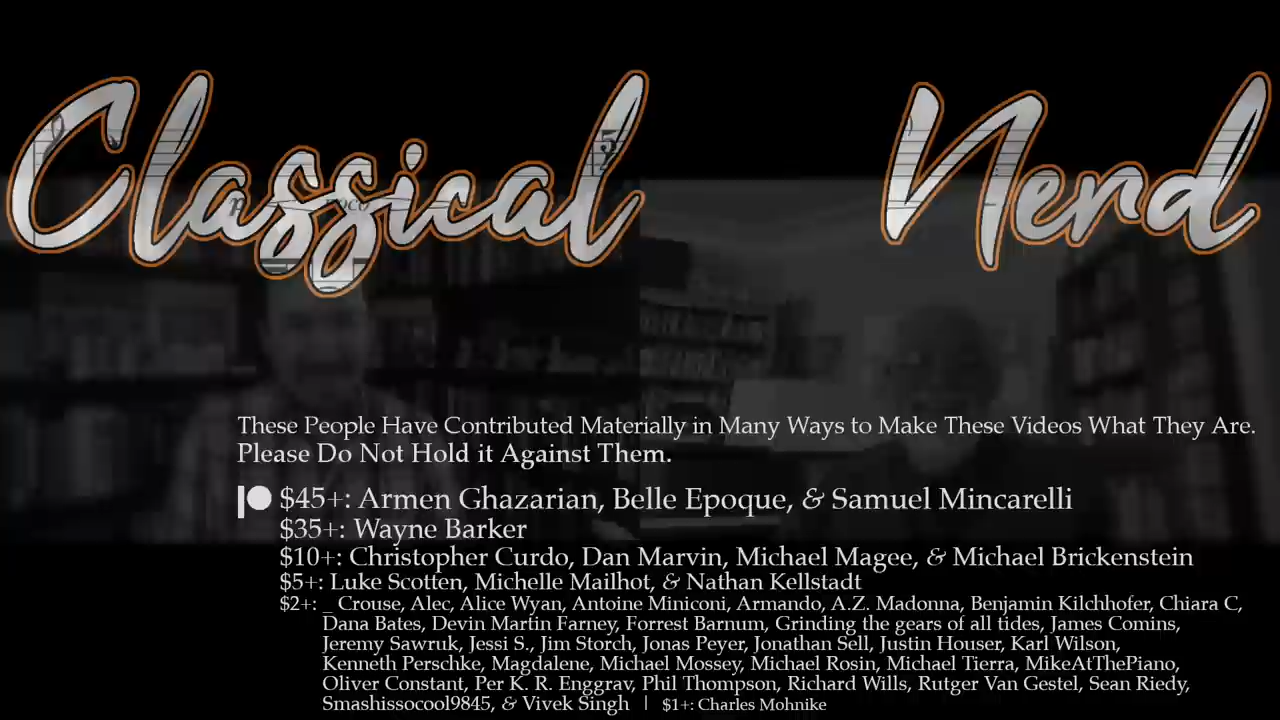 Classical Nerd
These People Have Contributed Materially in Many Ways to Make These Videos What They Are.
Please Do Not Hold it Against Them.
$45+: Armen Ghazarian, Belle Epoque, & Samuel Mincarelli
$35+: Wayne Barker
$10+: Christopher Curdo, Dan Marvin, Michael Magee, & Michael Brickenstein
$5+: Luke Scotten, Michelle Mailhot, & Nathan Kellstadt
$2+: _ Crouse, Alec, Alice Wyan, Antoine Miniconi, Armando, A.Z. Madonna, Benjamin Kilchhofer, Chiara C,
Dana Bates, Devin Martin Farney, Forrest Barnum, Grinding the gears of all tides, James Comins,
Jeremy Sawruk, Jessi S., Jim Storch, Jonas Peyer, Jonathan Sell, Justin Houser, Karl Wilson,
Kenneth Perschke, Magdalene, Michael Mossey, Michael Rosin, Michael Tierra, MikeAtThePiano,
Oliver Constant, Per K. R. Enggrav, Phil Thompson, Richard Wills, Rutger Van Gestel, Sean Riedy,
Smashissocool9845, & Vivek Singh | $1+: Charles Mohnike